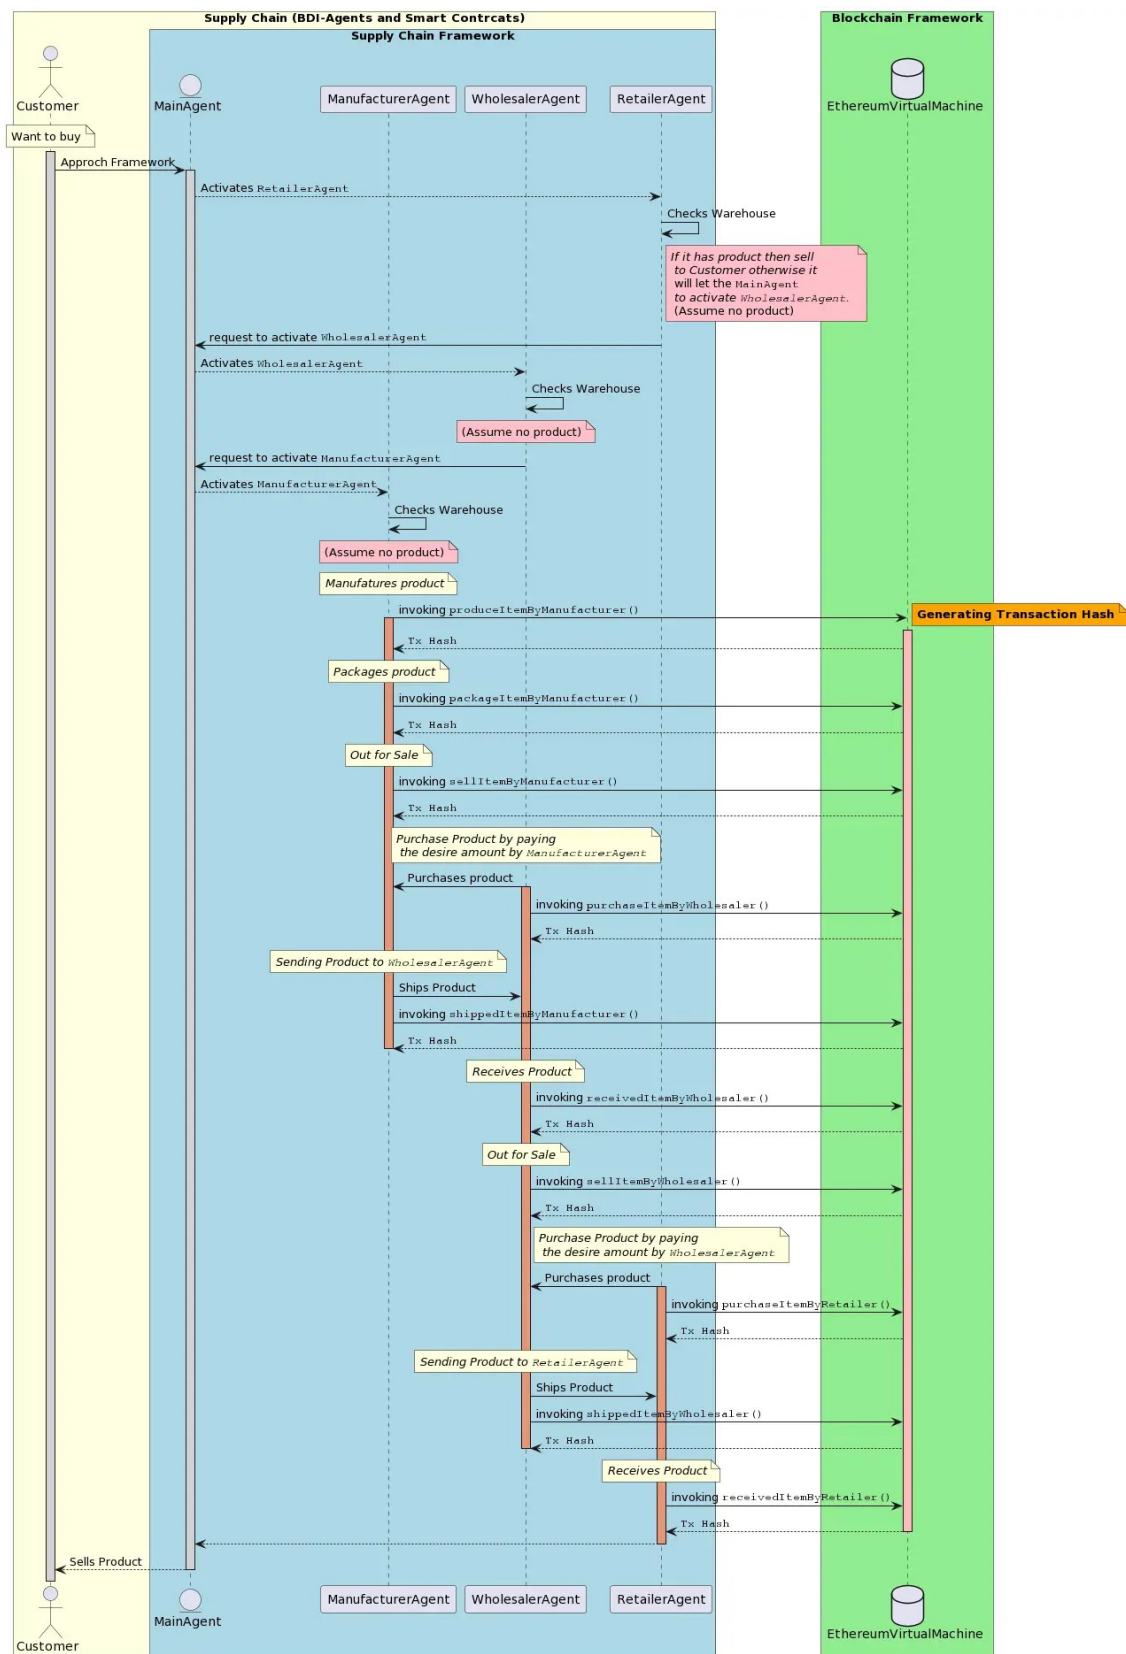 Supply Chain (BDI-Agents and Smart Contrcats)
Blockchain Framework
Supply Chain Framework
Customer
MainAgent
ManufacturerAgent
WholesalerAgent
RetailerAgent
EthereumVirtualMachine
Want to buy
Approch Framework
Activates RetailerAgent
Checks Warehouse
If it has product then sell
to Customer otherwise it
will let the MainAgent
to activate WholesalerAgent.
(Assume no product)
request to activate WholesalerAgent
Activates WholesalerAgent
Checks Warehouse
(Assume no product)
request to activate ManufacturerAgent
Activates ManufacturerAgent
Checks Warehouse
(Assume no product)
Manufatures product
invoking produceItemByManufacturer()
Generating Transaction Hash
Tx Hash
Packages product
invoking packageItemByManufacturer()
Tx Hash
Out for Sale
invoking sellItemByManufacturer()
Tx Hash
Purchase Product by paying
the desire amount by ManufacturerAgent
Purchases product
invoking purchaseItemByWholesaler()
Tx Hash
Sending Product to WholesalerAgent
Ships Product
invoking shippedItemByManufacturer()
Tx Hash
Receives Product
invoking receivedItemByWholesaler()
Tx Hash
Out for Sale
invoking sellItemByWholesaler()
Tx Hash
Purchase Product by paying
the desire amount by WholesalerAgent
Purchases product
invoking purchaseItemByRetailer()
Tx Hash
Sending Product to RetailerAgent
Ships Product
invoking shippedItemByWholesaler()
Tx Hash
Receives Product
invoking receivedItemByRetailer()
Tx Hash
Sells Product
Customer
MainAgent
ManufacturerAgent
WholesalerAgent
RetailerAgent
EthereumVirtualMachine